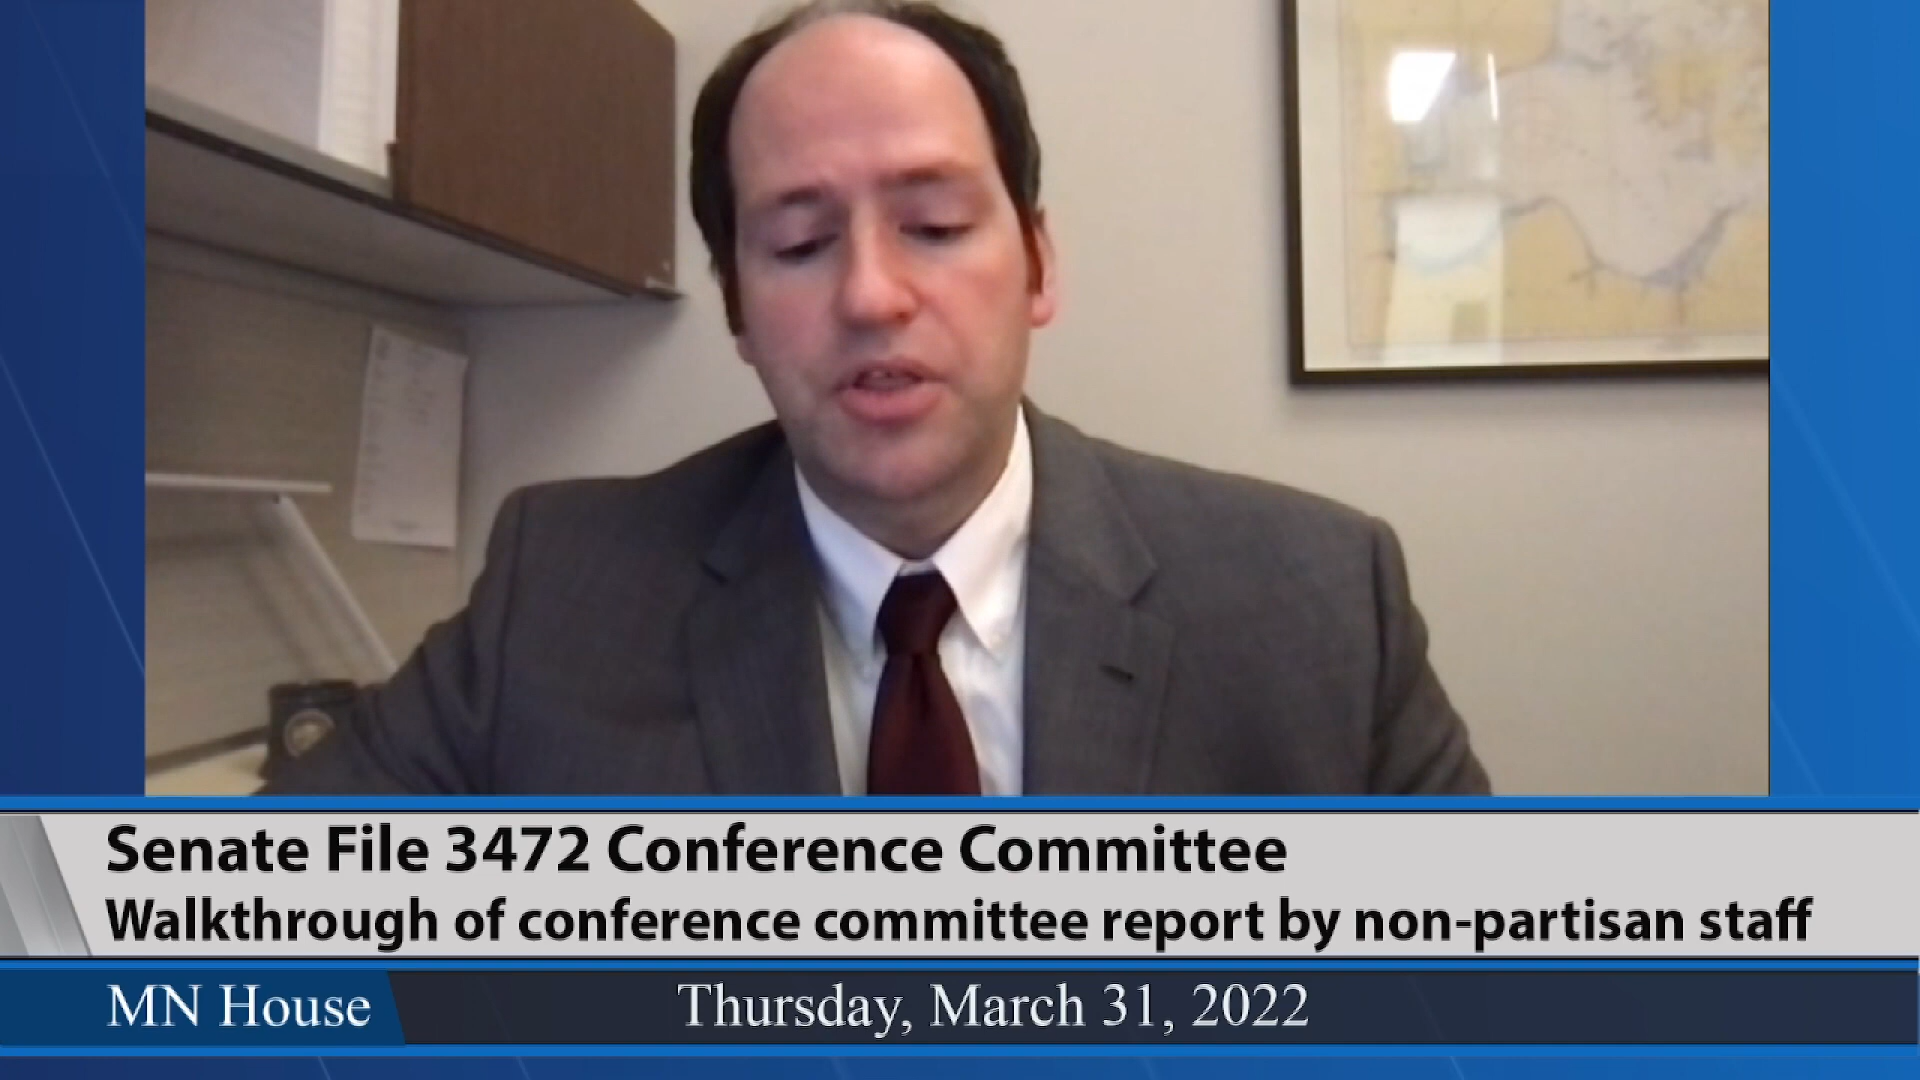 Senate File 3472 Conference Committee
Walkthrough of conference committee report by non-partisan staff
MN House
Thursday, March 31, 2022